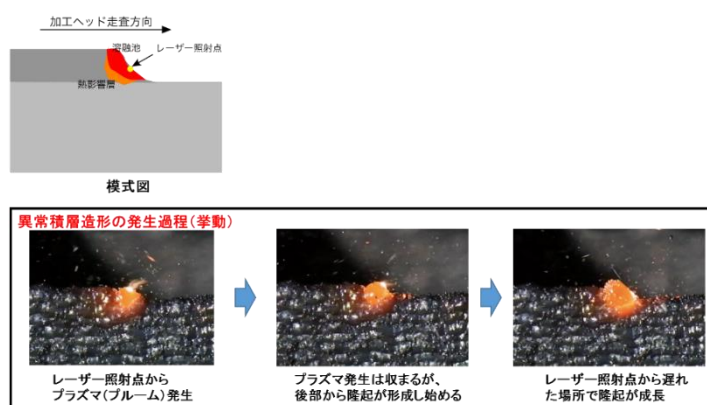 加工ヘッド走査方向
溶融池
レーザー照射点
熱影響層
模式図
異常積層造形の発生過程(挙動)
レーザー照射点から
プラズマ(プルーム)発生
プラズマ発生は収まるが、
後部から隆起が形成し始める
レーザー照射点から遅れ
た場所で隆起が成長